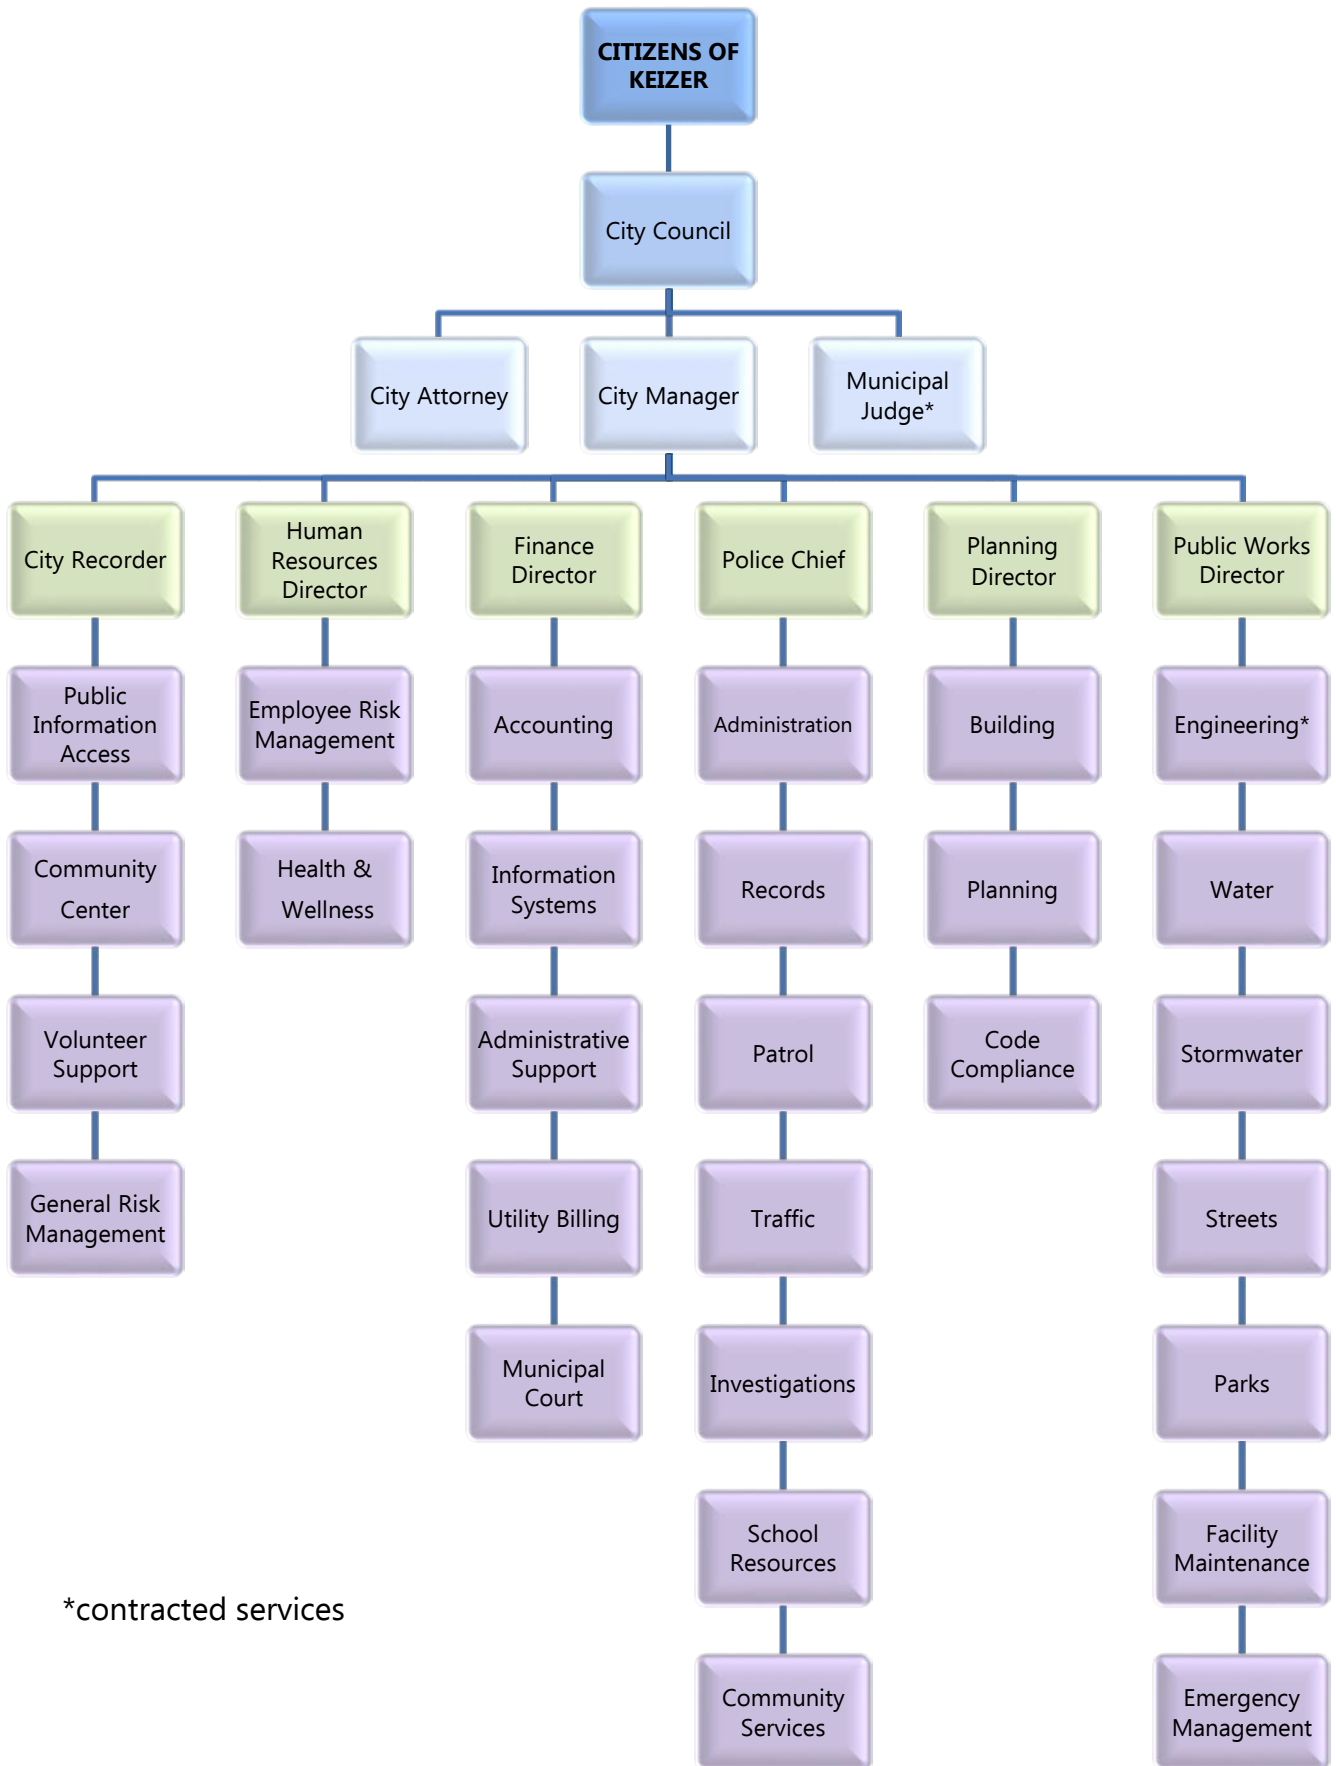 CITIZENS OF
KEIZER
City Council
City Attorney
City Manager
Municipal
Judge*
City Recorder
Human
Resources
Director
Finance
Director
Police Chief
Planning
Director
Public Works
Director
Public
Information
Access
Employee Risk
Management
Accounting
Administration
Building
Engineering*
Community
Center
Health &
Wellness
Information
Systems
Records
Planning
Water
Volunteer
Support
Administrative
Support
Patrol
Code
Compliance
Stormwater
General Risk
Management
Utility Billing
Traffic
Streets
Municipal
Court
Investigations
Parks
School
Resources
Facility
Maintenance
*contracted services
Community
Services
Emergency
Management